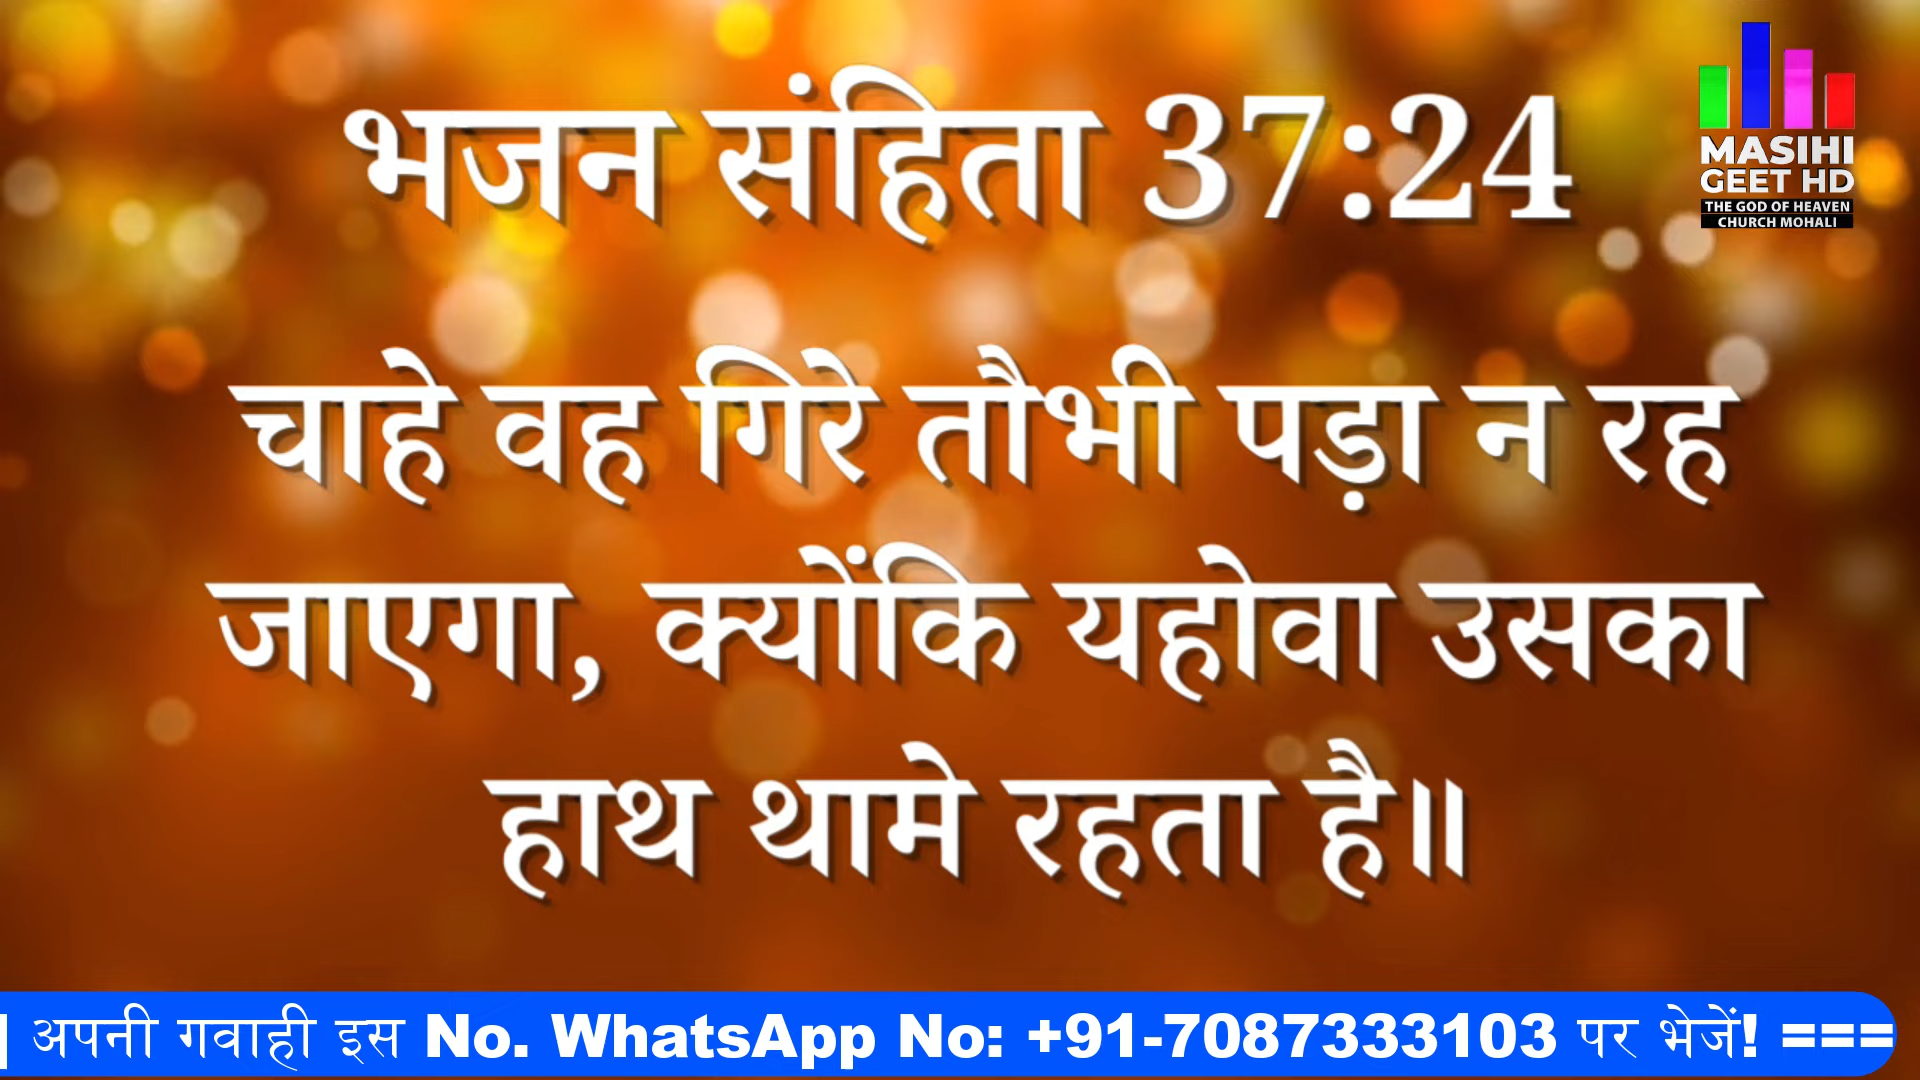 भजन संहिता 37:24
MASIHI
GEET HD
THE GOD OF HEAVEN
CHURCH MOHALI
चाहे वह गिरे तौभी पड़ा न रह
जाएगा, क्योंकि यहोवा उसका
हाथ थामे रहता है॥
| अपनी गवाही इस No. WhatsApp No: +91-7087333103 पर भेजें! ===